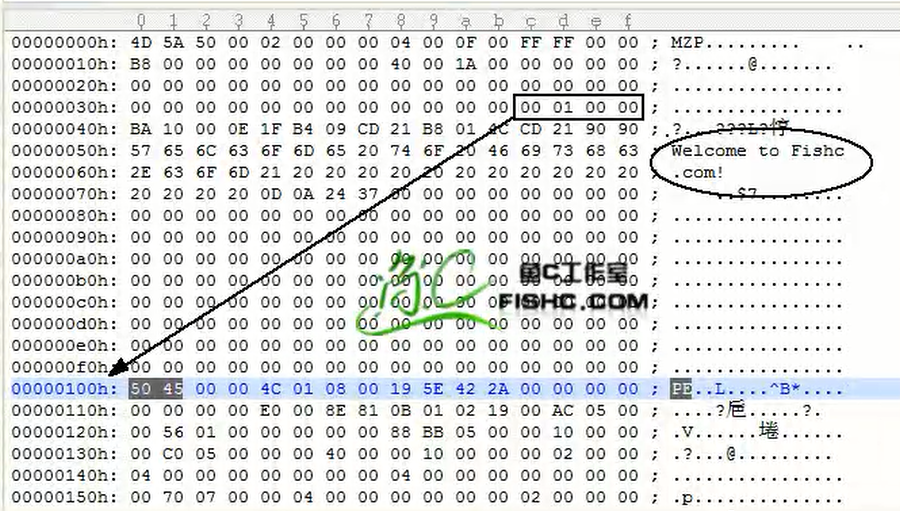 0 1 2 3 4 5 6 7 8 9 a b c d e f
00000000h: 4D 5A 50 00 02 00 00 00 04 00 0F 00 FF FF 00 00 ; MZP......... ..
00000010h: B8 00 00 00 00 00 00 00 40 00 1A 00 00 00 00 00 ; ?......@.......
00000020h: 00 00 00 00 00 00 00 00 00 00 00 00 00 00 00 00 ; ................
00000030h: 00 00 00 00 00 00 00 00 00 00 00 00 00 01 00 00 ; ................
00000040h: BA 10 00 0E 1F B4 09 CD 21 B8 01 4C CD 21 90 90 ; ?...???L?
00000050h: 57 65 6C 63 6F 6D 65 20 74 6F 20 46 69 73 68 63 Welcome to Fishc
00000060h: 2E 63 6F 6D 21 20 20 20 20 20 20 20 20 20 20 20 .com!
00000070h: 20 20 20 0D 0A 24 37 00 00 00 00 00 00 00 00 00 ; ...$7.........
00000080h: 00 00 00 00 00 00 00 00 00 00 00 00 00 00 00 00 ; ................
00000090h: 00 00 00 00 00 00 00 00 00 00 00 00 00 00 00 00 ; ................
000000a0h: 00 00 00 00 00 00 00 00 00 00 00 00 00 00 00 00 ; ................
000000b0h: 00 00 00 00 00 00 00 00 00 00 00 00 00 00 00 00 ; ................
000000c0h: 00 00 00 00 00 00 00 00 00 00 00 00 00 00 00 00 ; ................
000000d0h: 00 00 00 00 00 00 00 00 00 00 00 00 00 00 00 00 ; ................
000000e0h: 00 00 00 00 00 00 00 00 00 00 00 00 00 00 00 00 ; ................
000000f0h: 00 00 00 00 00 00 00 00 00 00 00 00 00 00 00 00 ; ................
鱼C
鱼C工作室
FISHC.COM
00000100h: 50 45 00 00 4C 01 08 00 19 5E 42 2A 00 00 00 00 ; PE..L....^B*....
00000110h: 00 00 00 00 E0 00 8E 81 0B 01 02 19 00 AC 05 00 ; ....?巵.....?.
00000120h: 00 56 01 00 00 00 00 00 88 BB 05 00 00 10 00 00 ; .V......埢......
00000130h: 00 C0 05 00 00 00 40 00 00 10 00 00 00 02 00 00 ; .?...@.........
00000140h: 04 00 00 00 00 00 00 00 04 00 00 00 00 00 00 00 ; ................
00000150h: 00 70 07 00 00 04 00 00 00 00 00 00 02 00 00 00 ; .p..............